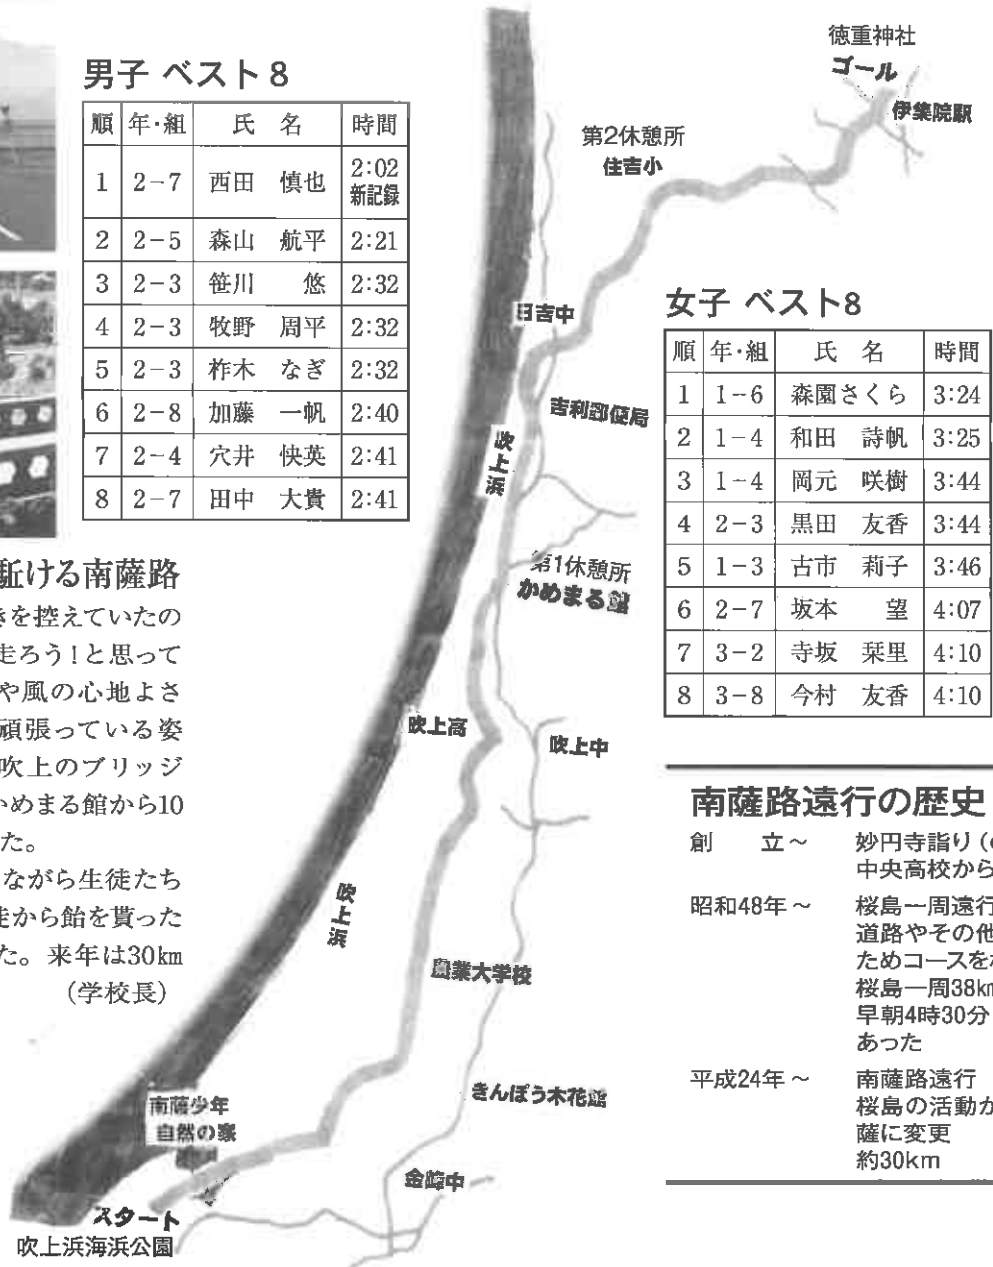 男子 ベスト8
順 年・組 氏 名 時間
1 2-7 西田 慎也 2:02 新記録
2 2-5 森山 航平 2:21
3 2-3 笹川 悠 2:32
4 2-3 牧野 周平 2:32
5 2-3 柞木 なぎ 2:32
6 2-8 加藤 一帆 2:40
7 2-4 穴井 快英 2:41
8 2-7 田中 大貴 2:41
駈ける南薩路
きを控えていたの
走ろう!と思って
や風の心地よさ
頑張っている姿
吹上のブリッジ
かめまる館から10
た。
ながら生徒たち
徒から飴を貰った
た。来年は30㎞
(学校長)
徳重神社
ゴール
伊集院駅
第2休憩所
住吉小
日吉中
吉利郵便局
吹上浜
第1休憩所
かめまる館
吹上高
吹上中
吹上浜
農業大学校
きんぽう木花館
南薩少年
自然の家
金峰中
スタート
吹上浜海浜公園
女子 ベスト8
順 年・組 氏 名 時間
1 1-6 森園さくら 3:24
2 1-4 和田 詩帆 3:25
3 1-4 岡元 咲樹 3:44
4 2-3 黒田 友香 3:44
5 1-3 古市 莉子 3:46
6 2-7 坂本 望 4:07
7 3-2 寺坂 栞里 4:10
8 3-8 今村 友香 4:10
南薩路遠行の歴史
創 立~ 妙円寺詣り(
中央高校から
昭和48年~ 桜島一周遠行
道路やその他
ためコースを
桜島一周38km
早朝4時30分
あった
平成24年~ 南薩路遠行
桜島の活動が
薩に変更
約30km